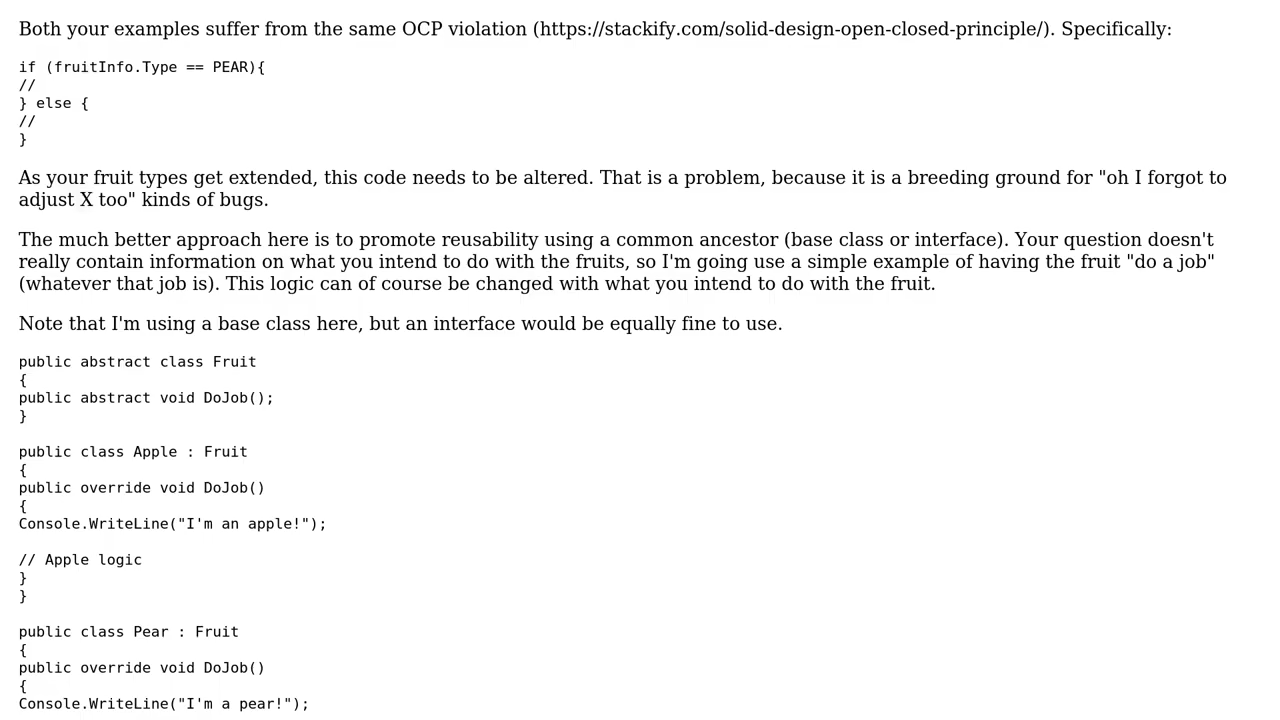 Both your examples suffer from the same OCP violation (https://stackify.com/solid-design-open-closed-principle/). Specifically:
if (fruitInfo.Type == PEAR){
//
} else {
//
}
As your fruit types get extended, this code needs to be altered. That is a problem, because it is a breeding ground for "oh I forgot to
adjust X too" kinds of bugs.
The much better approach here is to promote reusability using a common ancestor (base class or interface). Your question doesn't
really contain information on what you intend to do with the fruits, so I'm going use a simple example of having the fruit "do a job"
(whatever that job is). This logic can of course be changed with what you intend to do with the fruit.
Note that I'm using a base class here, but an interface would be equally fine to use.
public abstract class Fruit
{
public abstract void DoJob();
}
public class Apple : Fruit
{
public override void DoJob()
{
Console.WriteLine("I'm an apple!");
// Apple logic
}
}
public class Pear : Fruit
{
public override void DoJob()
{
Console.WriteLine("I'm a pear!");